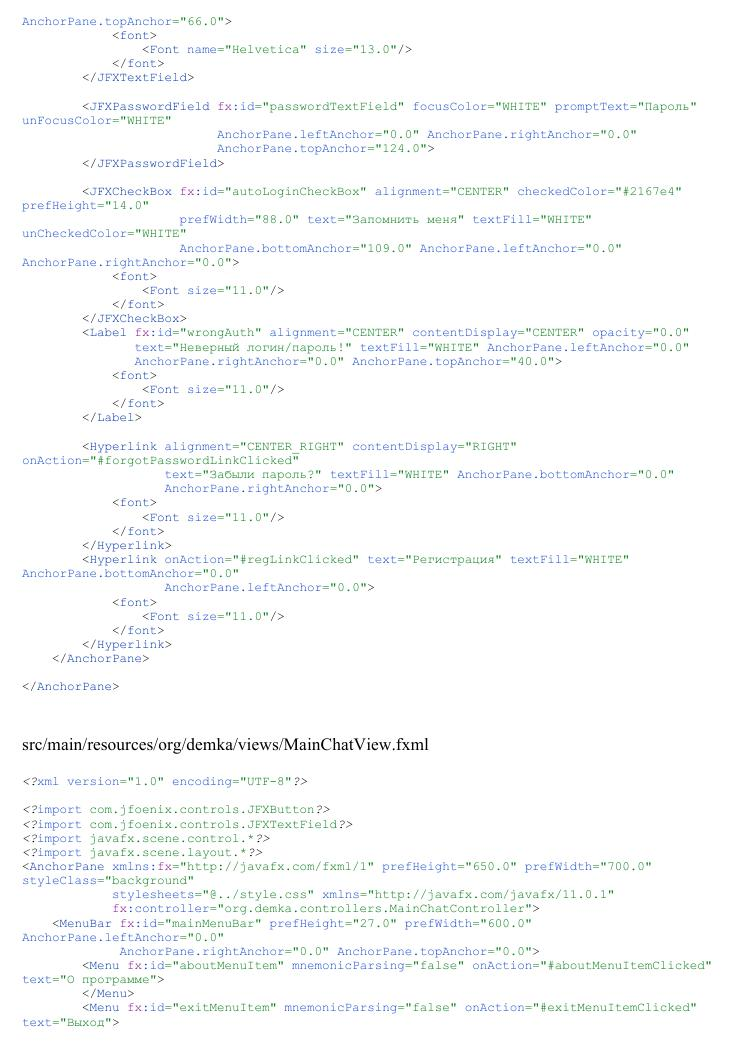 AnchorPane.topAnchor="66.0">
            <font>
                <Font name="Helvetica" size="13.0"/>
            </font>
        </JFXTextField>

        <JFXPasswordField fx:id="passwordTextField" focusColor="WHITE" promptText="Пароль"
unFocusColor="WHITE"
                          AnchorPane.leftAnchor="0.0" AnchorPane.rightAnchor="0.0"
                          AnchorPane.topAnchor="124.0">
        </JFXPasswordField>

        <JFXCheckBox fx:id="autoLoginCheckBox" alignment="CENTER" checkedColor="#2167e4"
prefHeight="14.0"
                     prefWidth="88.0" text="Запомнить меня" textFill="WHITE"
unCheckedColor="WHITE"
                     AnchorPane.bottomAnchor="109.0" AnchorPane.leftAnchor="0.0"
AnchorPane.rightAnchor="0.0">
            <font>
                <Font size="11.0"/>
            </font>
        </JFXCheckBox>
        <Label fx:id="wrongAuth" alignment="CENTER" contentDisplay="CENTER" opacity="0.0"
               text="Неверный логин/пароль!" textFill="WHITE" AnchorPane.leftAnchor="0.0"
               AnchorPane.rightAnchor="0.0" AnchorPane.topAnchor="40.0">
            <font>
                <Font size="11.0"/>
            </font>
        </Label>

        <Hyperlink alignment="CENTER_RIGHT" contentDisplay="RIGHT"
onAction="#forgotPasswordLinkClicked"
                   text="Забыли пароль?" textFill="WHITE" AnchorPane.bottomAnchor="0.0"
                   AnchorPane.rightAnchor="0.0">
            <font>
                <Font size="11.0"/>
            </font>
        </Hyperlink>
        <Hyperlink onAction="#regLinkClicked" text="Регистрация" textFill="WHITE"
AnchorPane.bottomAnchor="0.0"
                   AnchorPane.leftAnchor="0.0">
            <font>
                <Font size="11.0"/>
            </font>
        </Hyperlink>
    </AnchorPane>

</AnchorPane>

src/main/resources/org/demka/views/MainChatView.fxml

<?xml version="1.0" encoding="UTF-8"?>

<?import com.jfoenix.controls.JFXButton?>
<?import com.jfoenix.controls.JFXTextField?>
<?import javafx.scene.control.*?>
<?import javafx.scene.layout.*?>
<AnchorPane xmlns:fx="http://javafx.com/fxml/1" prefHeight="650.0" prefWidth="700.0"
styleClass="background"
            stylesheets="@../style.css" xmlns="http://javafx.com/javafx/11.0.1"
            fx:controller="org.demka.controllers.MainChatController">
    <MenuBar fx:id="mainMenuBar" prefHeight="27.0" prefWidth="600.0"
AnchorPane.leftAnchor="0.0"
             AnchorPane.rightAnchor="0.0" AnchorPane.topAnchor="0.0">
        <Menu fx:id="aboutMenuItem" mnemonicParsing="false" onAction="#aboutMenuItemClicked"
text="О программе">
        </Menu>
        <Menu fx:id="exitMenuItem" mnemonicParsing="false" onAction="#exitMenuItemClicked"
text="Выход">